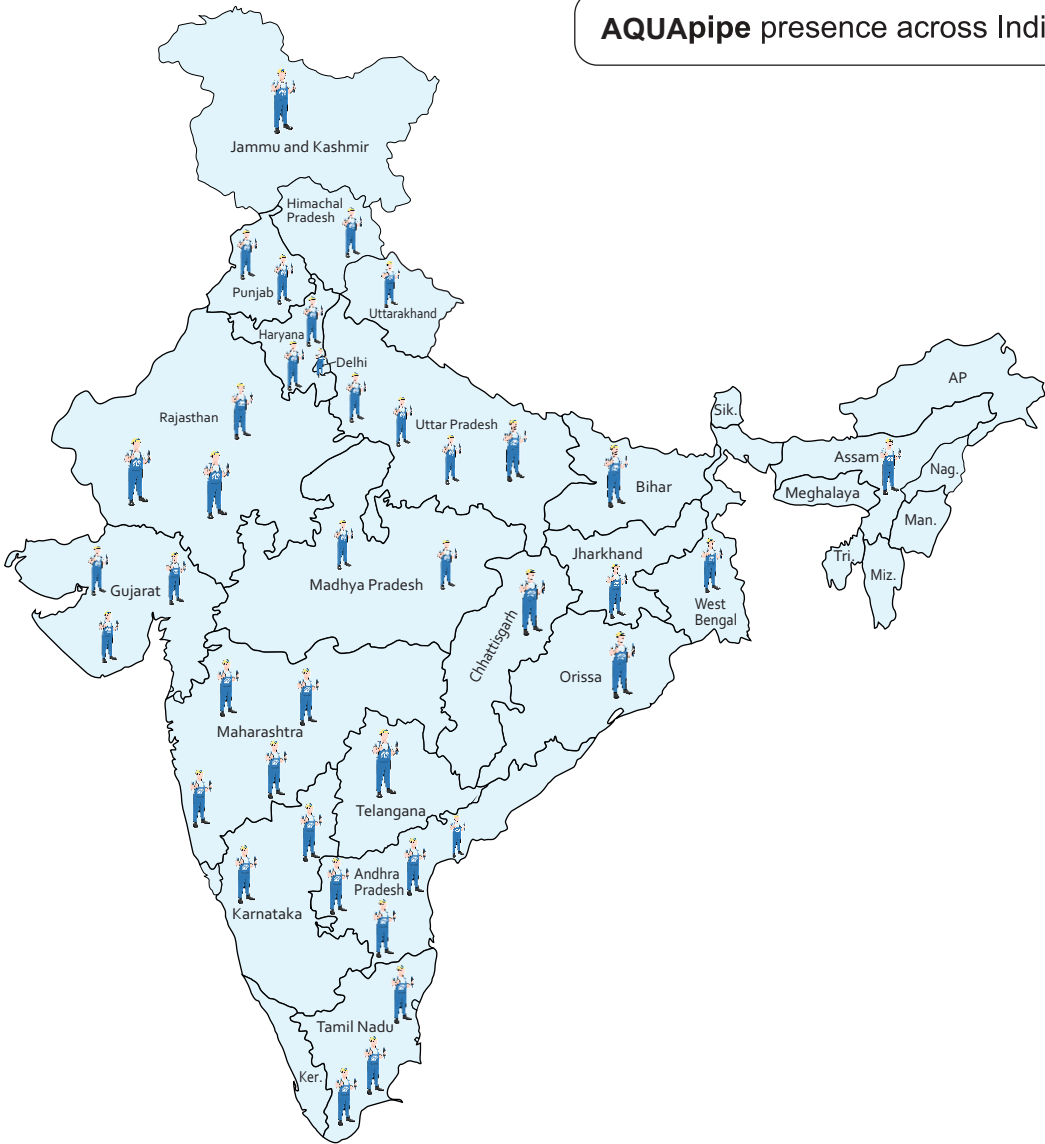 AQUApipe presence across Indi
Jammu and Kashmir
Himachal
Pradesh
Punjab
Uttarakhand
Haryana
Delhi
Rajasthan
Uttar Pradesh
Sik.
AP
Assam
Nag.
Bihar
Meghalaya
Man.
Jharkhand
Tri.
Miz.
Gujarat
Madhya Pradesh
West
Bengal
Chhattisgarh
Orissa
Maharashtra
Telangana
Andhra
Pradesh
Karnataka
Tamil Nadu
Ker.